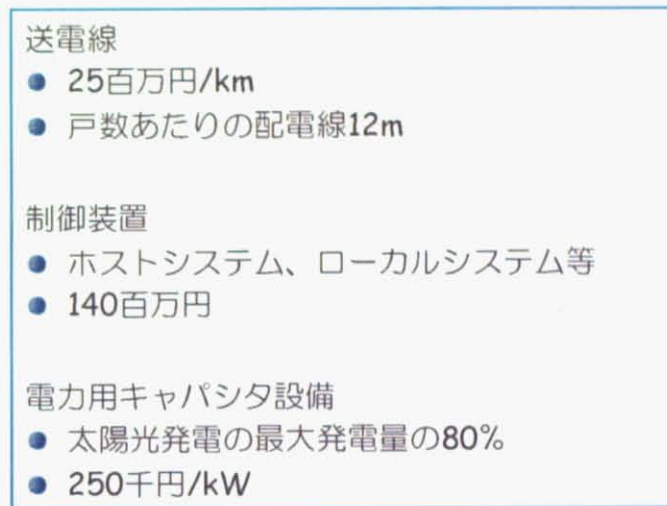 送電線
● 25百万円/km
● 戸数あたりの配電線12m
制御装置
● ホストシステム、ローカルシステム等
● 140百万円
電力用キャパシタ設備
● 太陽光発電の最大発電量の80%
● 250千円/kW